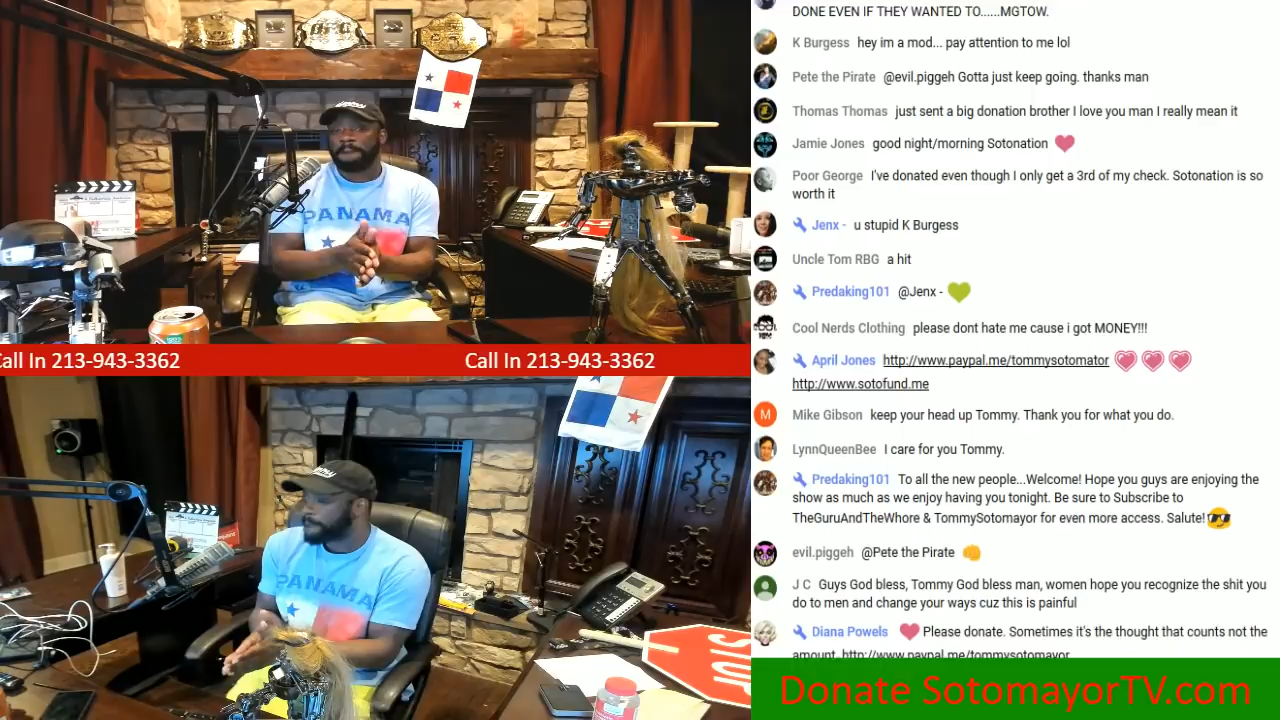 PANAMA
Call In 213-943-3362
Call In 213-943-3362
PANAMA
DONE EVEN IF THEY WANTED TO......MGTOW.
K Burgess hey im a mod... pay attention to me lol
Pete the Pirate @evil.piggeh Gotta just keep going. thanks man
Thomas Thomas just sent a big donation brother I love you man I really mean it
Jamie Jones good night/morning Sotonation
Poor George I've donated even though I only get a 3rd of my check. Sotonation is so
worth it
Jenx - u stupid K Burgess
Uncle Tom RBG a hit
Predaking101 @Jenx - 💚
Cool Nerds Clothing please dont hate me cause i got MONEY!!!
April Jones http://www.paypal.me/tommysotomator 💗 💗 💗
http://www.sotofund.me
Mike Gibson keep your head up Tommy. Thank you for what you do.
LynnQueenBee I care for you Tommy.
Predaking101 To all the new people...Welcome! Hope you guys are enjoying the
show as much as we enjoy having you tonight. Be sure to Subscribe to
TheGuruAndTheWhore & TommySotomayor for even more access. Salute!😎
evil.piggeh @Pete the Pirate 👊
J C Guys God bless, Tommy God bless man, women hope you recognize the shit you
do to men and change your ways cuz this is painful
Diana Powels Please donate. Sometimes it's the thought that counts not the
amount. http://www.paypal.me/tommysotomayor
Donate SotomayorTV.com